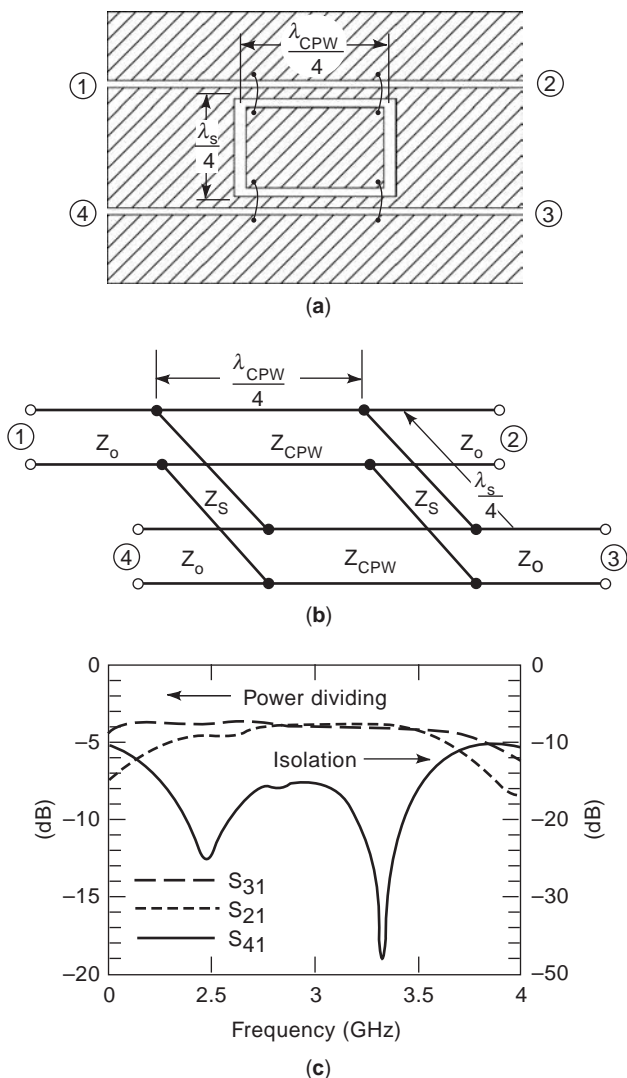 λCPW
4
① ②
λs
4
④ ③
(a)
λCPW
4
① Zo ZCPW Zo ②
ZS ZS λs
4
④ Zo ZCPW Zo ③
(b)
0 0
Power dividing
−5 −10
Isolation
(dB) −10 −20 (dB)
−15 −30
S31
S21
−40
S41
−20 −50
0 2.5 3 3.5 4
Frequency (GHz)
(c)